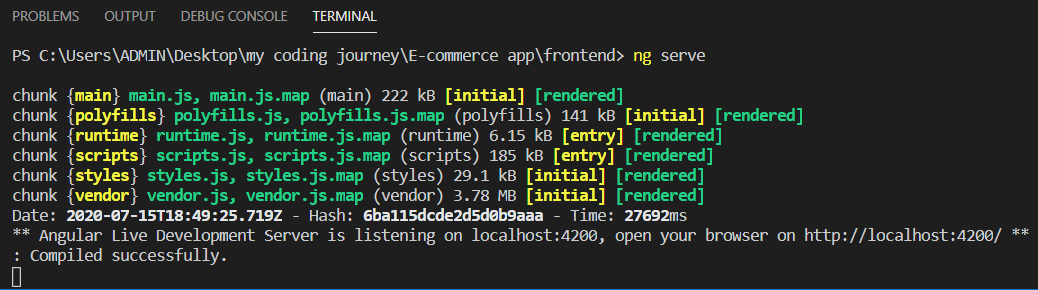 PROBLEMS OUTPUT DEBUG CONSOLE TERMINAL
PS C:\Users\ADMIN\Desktop\my coding journey\E-commerce app\frontend> ng serve
chunk {main} main.js, main.js.map (main) 222 kB [initial] [rendered]
chunk {polyfills} polyfills.js, polyfills.js.map (polyfills) 141 kB [initial] [rendered]
chunk {runtime} runtime.js, runtime.js.map (runtime) 6.15 kB [entry] [rendered]
chunk {scripts} scripts.js, scripts.js.map (scripts) 185 kB [entry] [rendered]
chunk {styles} styles.js, styles.js.map (styles) 29.1 kB [initial] [rendered]
chunk {vendor} vendor.js, vendor.js.map (vendor) 3.78 MB [initial] [rendered]
Date: 2020-07-15T18:49:25.719Z - Hash: 6ba115dcde2d5d0b9aaa - Time: 27692ms
** Angular Live Development Server is listening on localhost:4200, open your browser on http://localhost:4200/ **
: Compiled successfully.